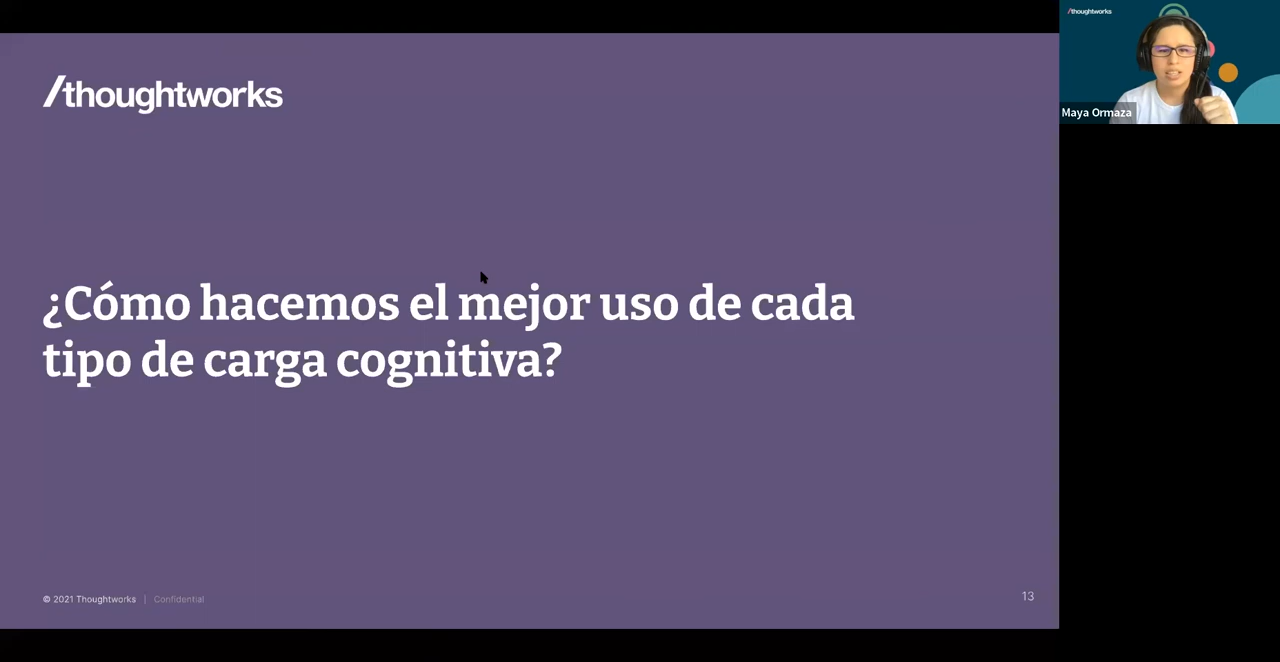 /thoughtworks
¿Cómo hacemos el mejor uso de cada
tipo de carga cognitiva?
© 2021 Thoughtworks | Confidential
13
/thoughtworks
Maya Ormaza